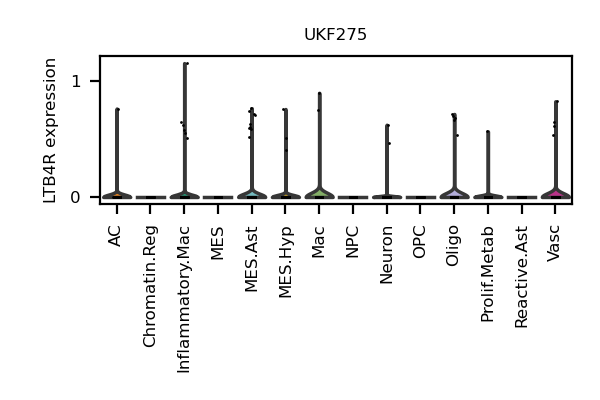 UKF275
LTB4R expression
1
0
AC
Chromatin.Reg
Inflammatory.Mac
MES
MES.Ast
MES.Hyp
Mac
NPC
Neuron
OPC
Oligo
Prolif.Metab
Reactive.Ast
Vasc